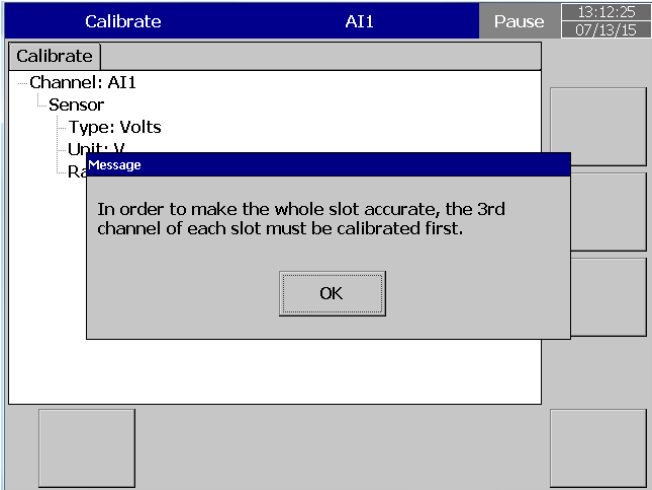 Calibrate AI1 Pause 13:12:25
07/13/15
Calibrate
Channel: AI1
Sensor
Type: Volts
Unit: V
Ra
Message
In order to make the whole slot accurate, the 3rd
channel of each slot must be calibrated first.
OK